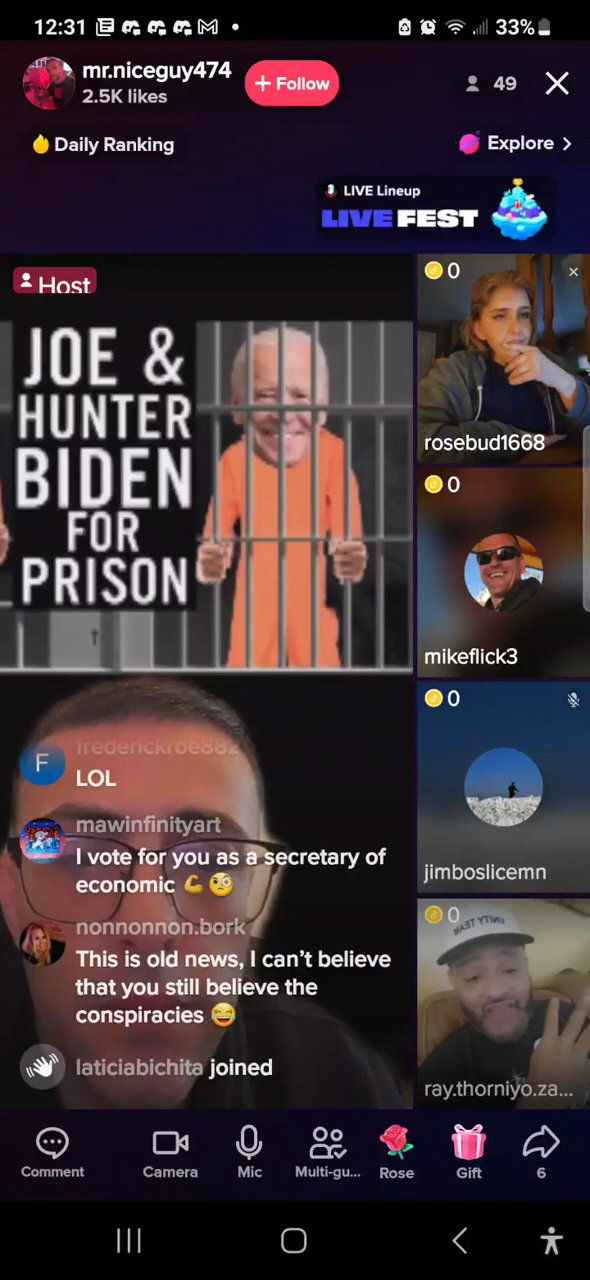 12:31
33%
mr.niceguy474
2.5K likes
+ Follow
49
Daily Ranking
Explore >
LIVE Lineup
LIVE FEST
Host
JOE &
HUNTER
BIDEN
FOR
PRISON
0
rosebud1668
0
mikeflick3
0
jimboslicemn
0
UNITY TEAM
ray.thorniyo.za...
F
frederickroe882
LOL
mawinfinityart
I vote for you as a secretary of
economic 💪🧐
nonnonnon.bork
This is old news, I can't believe
that you still believe the
conspiracies 😂
laticiabichita joined
Comment
Camera
Mic
Multi-gu...
Rose
Gift
6